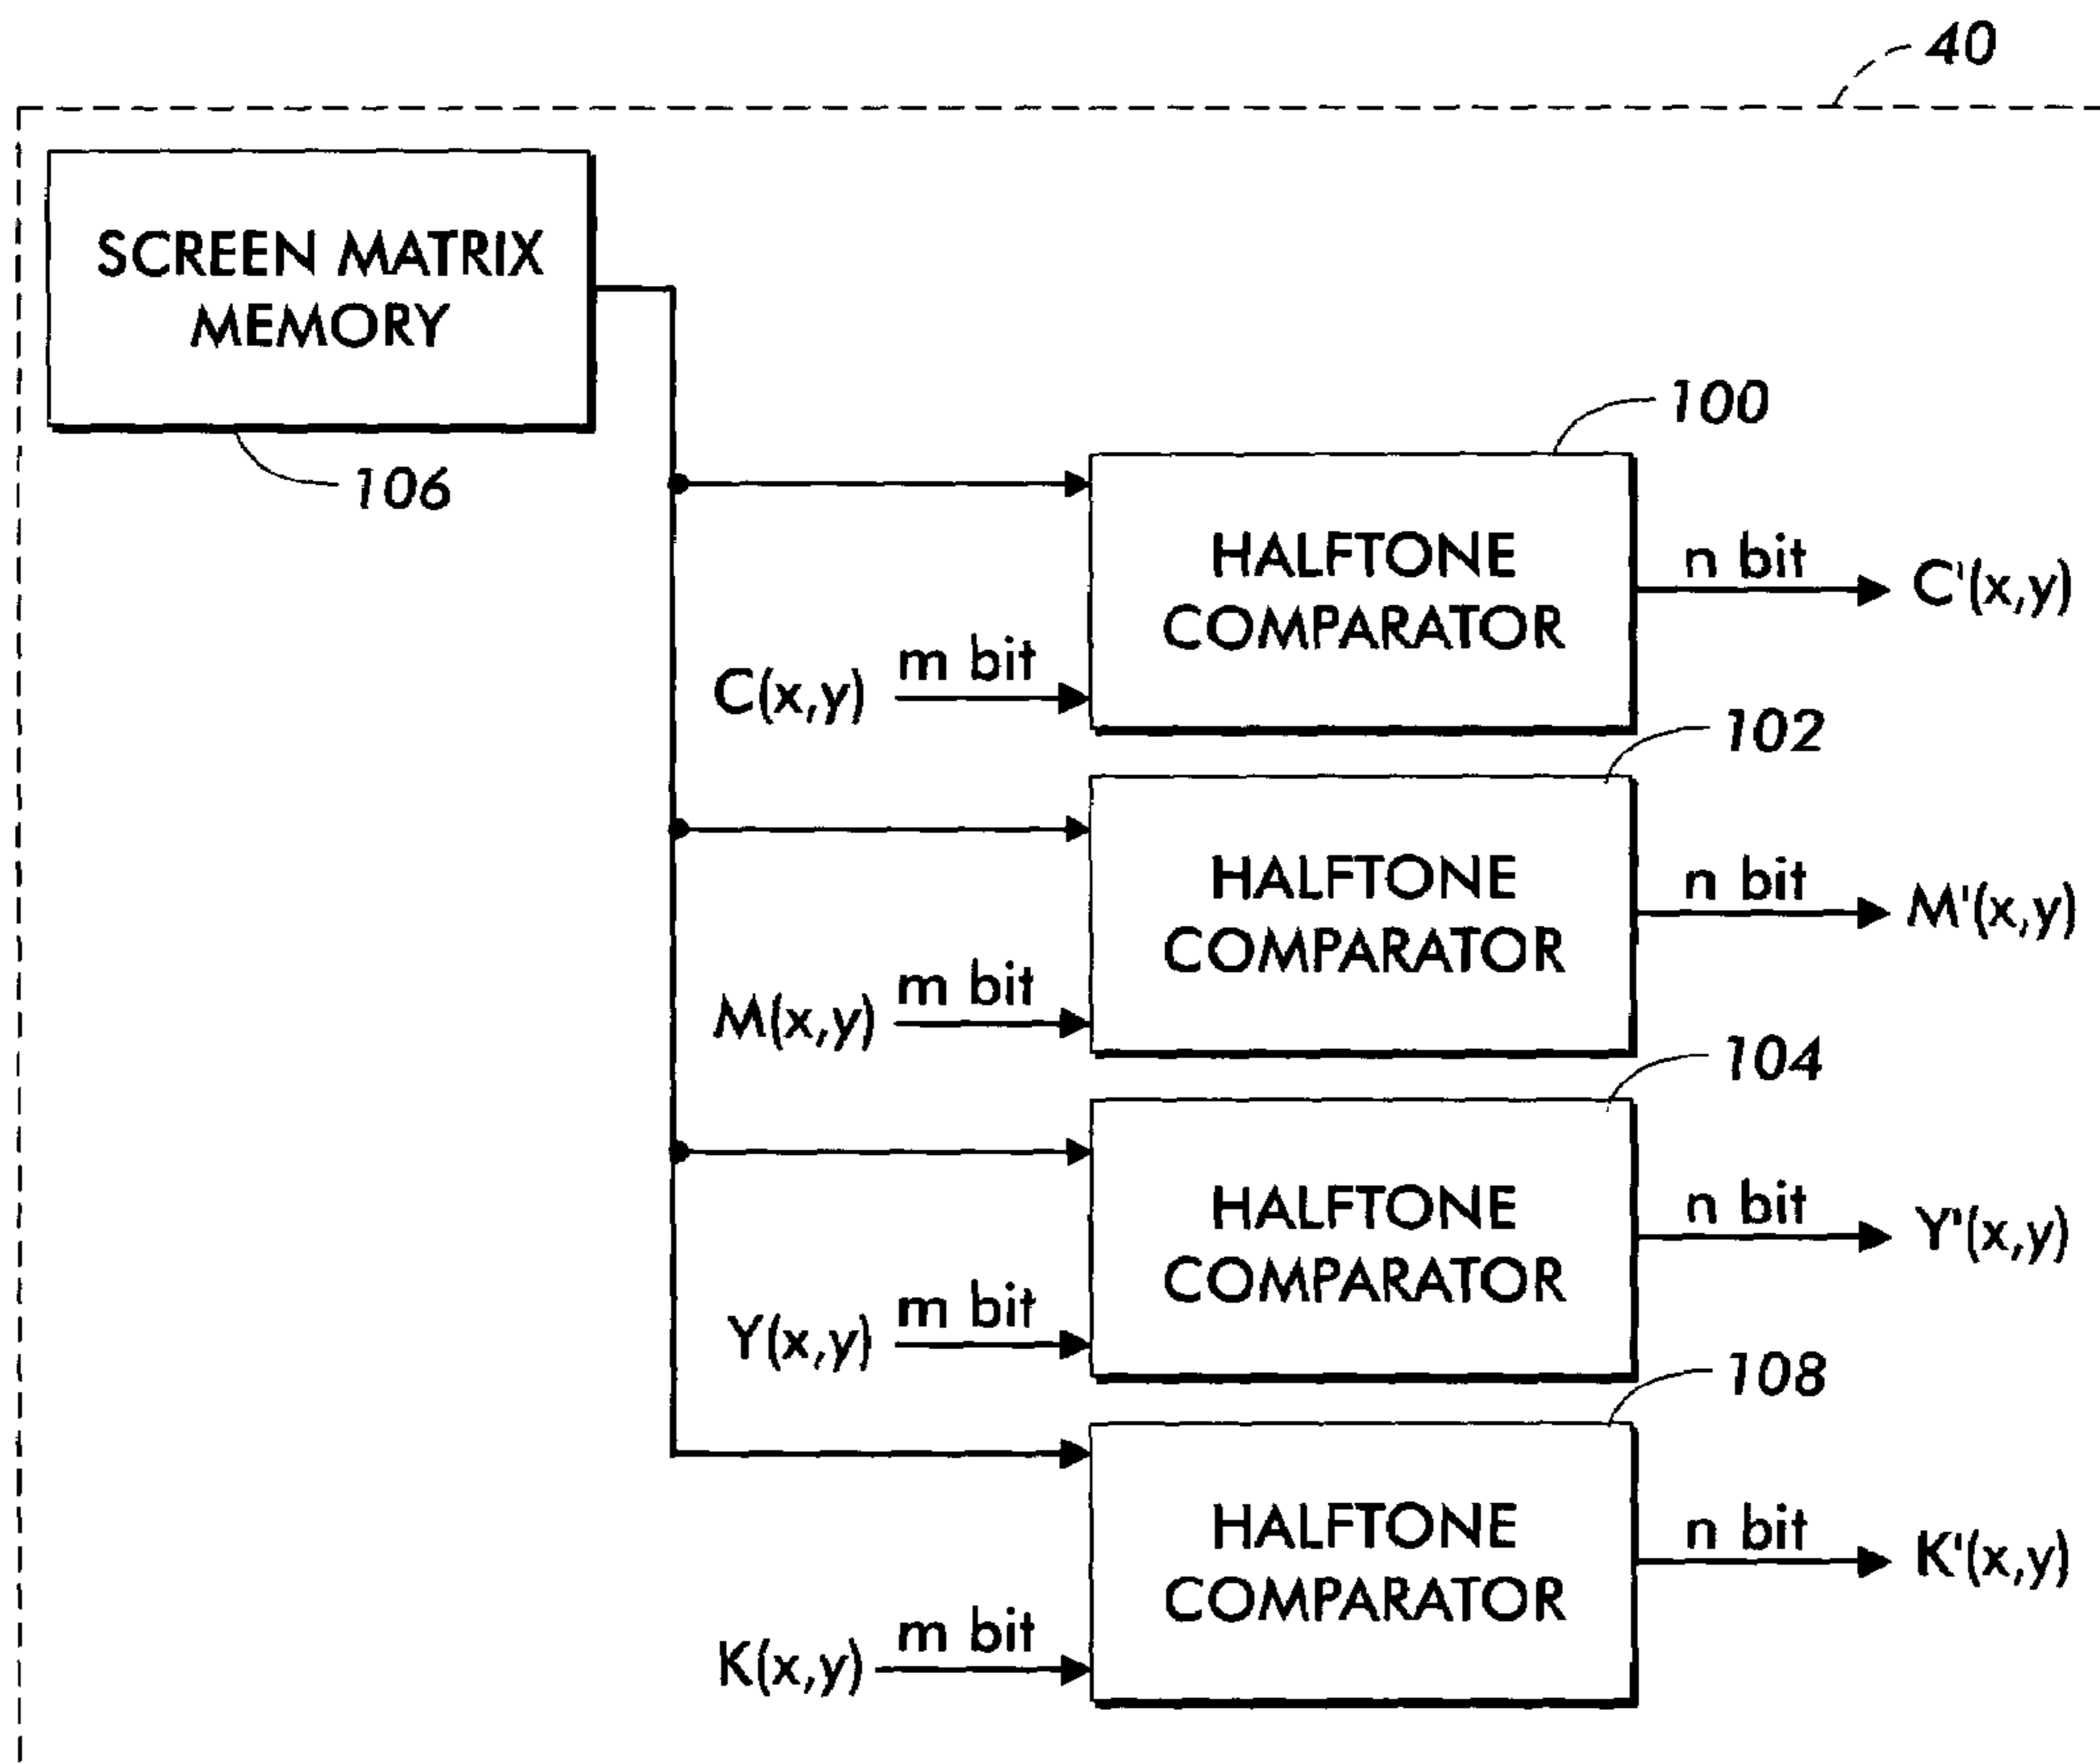 40
SCREEN MATRIX
MEMORY
106
100
HALFTONE
COMPARATOR
n bit
C'(x,y)
m bit
C(x,y)
102
HALFTONE
COMPARATOR
n bit
M'(x,y)
m bit
M(x,y)
104
HALFTONE
COMPARATOR
n bit
Y'(x,y)
m bit
Y(x,y)
108
HALFTONE
COMPARATOR
n bit
K'(x,y)
m bit
K(x,y)